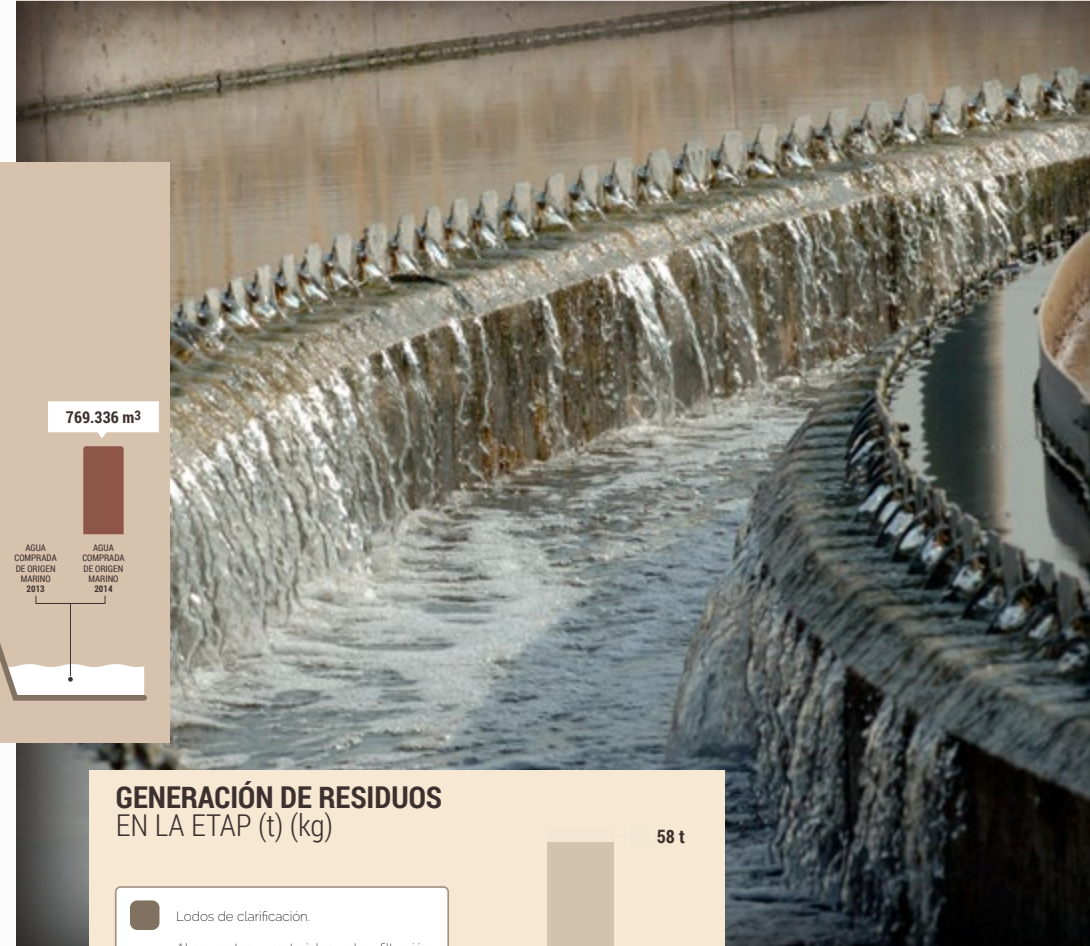 769.336 m³
AGUA
COMPRADA
DE ORIGEN
MARINO
2013
AGUA
COMPRADA
DE ORIGEN
MARINO
2014
GENERACIÓN DE RESIDUOS
EN LA ETAP (t) (kg)
58 t
Lodos de clarificación.